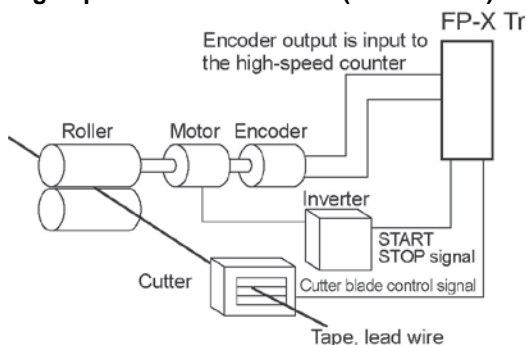 FP-X Tr
Encoder output is input to
the high-speed counter
Roller
Motor
Encoder
Inverter
START
STOP signal
Cutter
Cutter blade control signal
Tape, lead wire